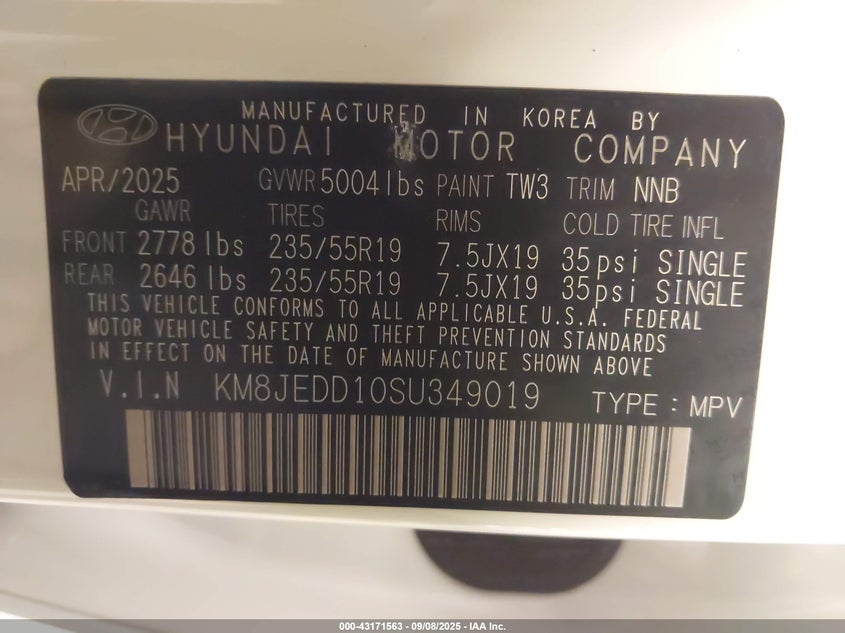 MANUFACTURED IN KOREA BY
HYUNDAI MOTOR COMPANY
APR/2025 GVWR 5004lbs PAINT TW3 TRIM NNB
GAWR TIRES RIMS COLD TIRE INFL
FRONT 2778 lbs 235/55R19 7.5JX19 35psi SINGLE
REAR 2646 lbs 235/55R19 7.5JX19 35psi SINGLE
THIS VEHICLE CONFORMS TO ALL APPLICABLE U.S.A. FEDERAL
MOTOR VEHICLE SAFETY AND THEFT PREVENTION STANDARDS
IN EFFECT ON THE DATE OF MANUFACTURE SHOWN ABOVE
V.I.N KM8JEDD10SU349019 TYPE : MPV
000-43171563 - 09/08/2025 - IAA Inc.